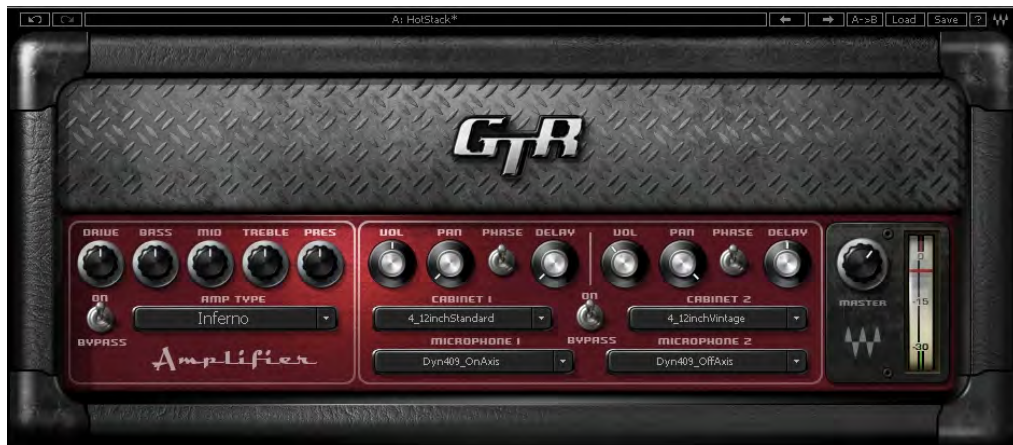 A: HotStack*
A->B Load Save ?
GTR
DRIVE BASS MID TREBLE PRES
VOL PAN PHASE DELAY
VOL PAN PHASE DELAY
ON
AMP TYPE
Inferno
BYPASS
Amplifier
CABINET 1
4_12inchStandard
MICROPHONE 1
Dyn409_OnAxis
ON
BYPASS
CABINET 2
4_12inchVintage
MICROPHONE 2
Dyn409_OffAxis
MASTER
0
-15
-30